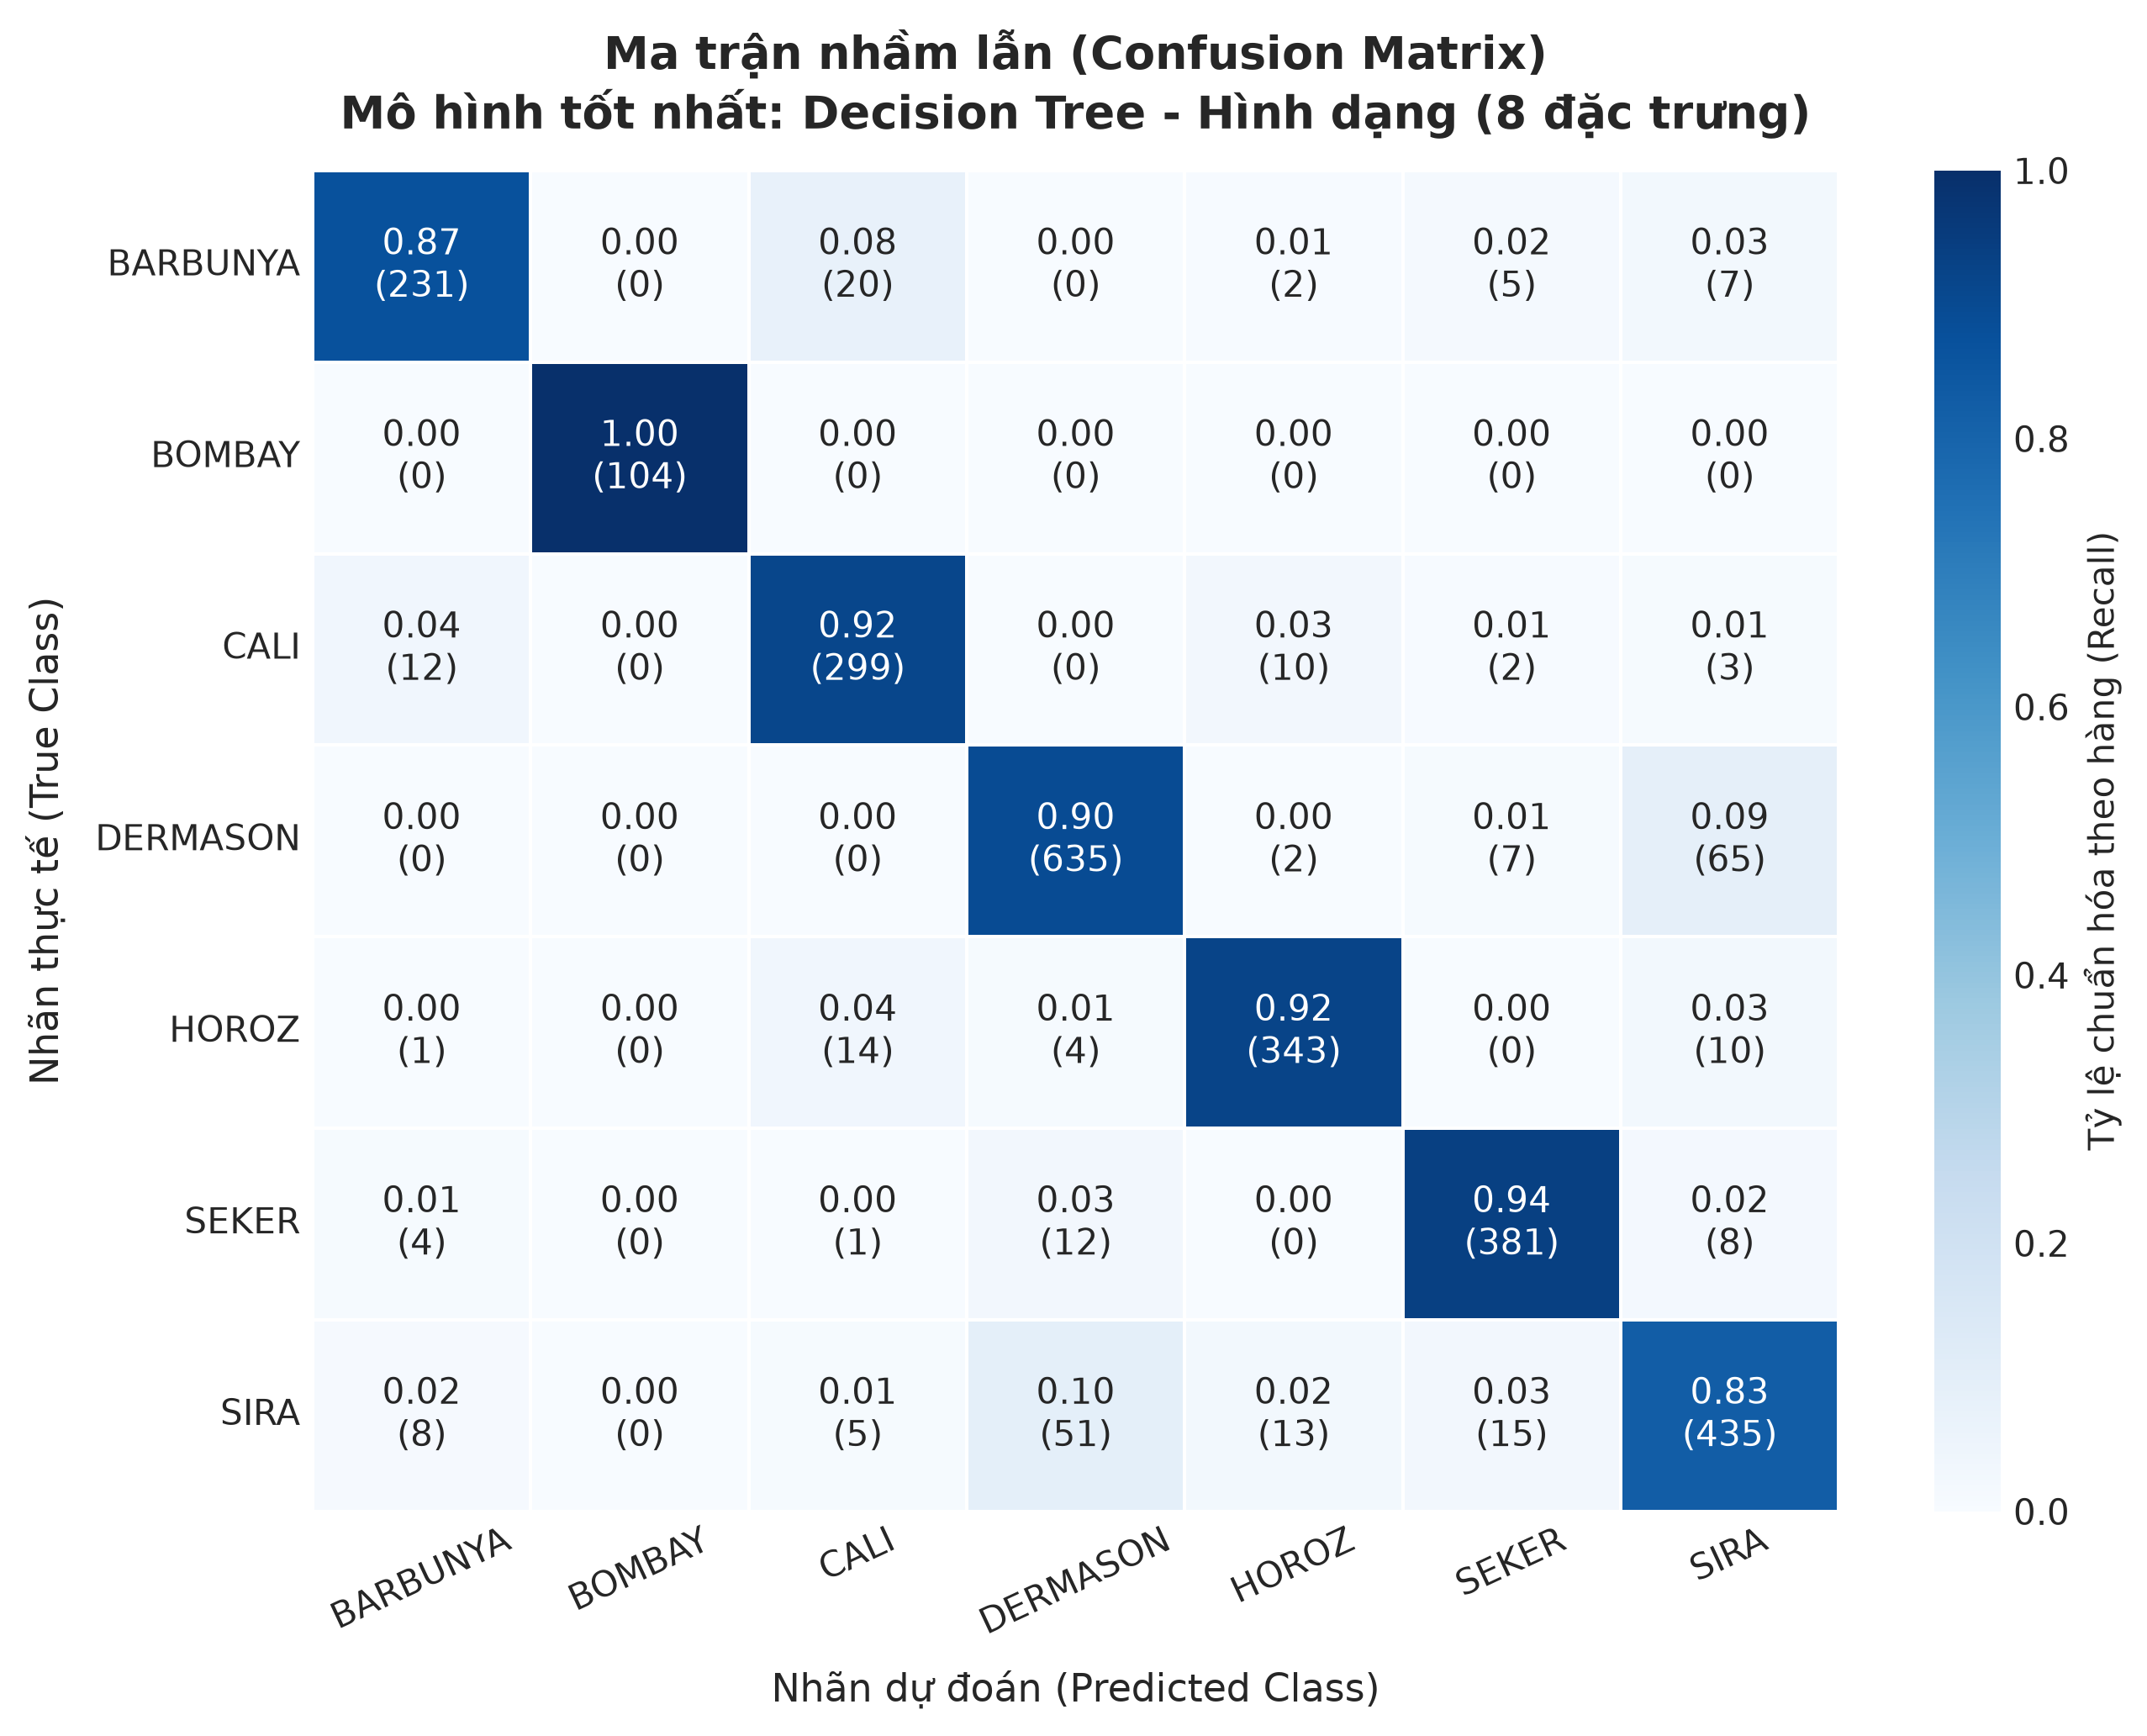 Ma trận nhầm lẫn (Confusion Matrix)
Mô hình tốt nhất: Decision Tree - Hình dạng (8 đặc trưng)
Nhãn thực tế (True Class)
BARBUNYA
0.87 0.00 0.08 0.00 0.01 0.02 0.03
(231) (0) (20) (0) (2) (5) (7)
BOMBAY
0.00 1.00 0.00 0.00 0.00 0.00 0.00
(0) (104) (0) (0) (0) (0) (0)
CALI
0.04 0.00 0.92 0.00 0.03 0.01 0.01
(12) (0) (299) (0) (10) (2) (3)
DERMASON
0.00 0.00 0.00 0.90 0.00 0.01 0.09
(0) (0) (0) (635) (2) (7) (65)
HOROZ
0.00 0.00 0.04 0.01 0.92 0.00 0.03
(1) (0) (14) (4) (343) (0) (10)
SEKER
0.01 0.00 0.00 0.03 0.00 0.94 0.02
(4) (0) (1) (12) (0) (381) (8)
SIRA
0.02 0.00 0.01 0.10 0.02 0.03 0.83
(8) (0) (5) (51) (13) (15) (435)
BARBUNYA BOMBAY CALI DERMASON HOROZ SEKER SIRA
Nhãn dự đoán (Predicted Class)
1.0
0.8
0.6
0.4
0.2
0.0
Tỷ lệ chuẩn hóa theo hàng (Recall)